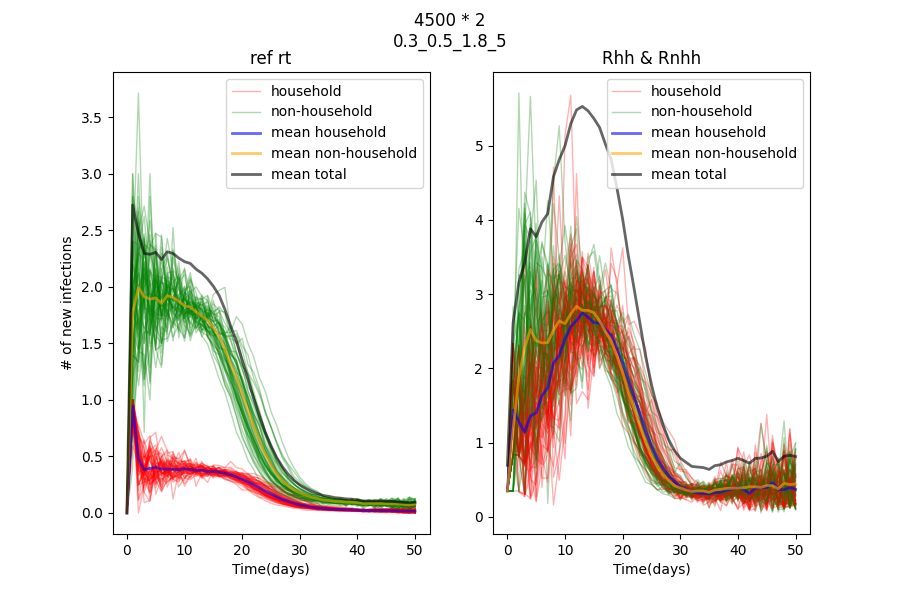 4500 * 2
0.3_0.5_1.8_5
ref rt
household
non-household
mean household
mean non-household
mean total
# of new infections
3.5
3.0
2.5
2.0
1.5
1.0
0.5
0.0
0 10 20 30 40 50
Time(days)
Rhh & Rnhh
household
non-household
mean household
mean non-household
mean total
5
4
3
2
1
0
0 10 20 30 40 50
Time(days)